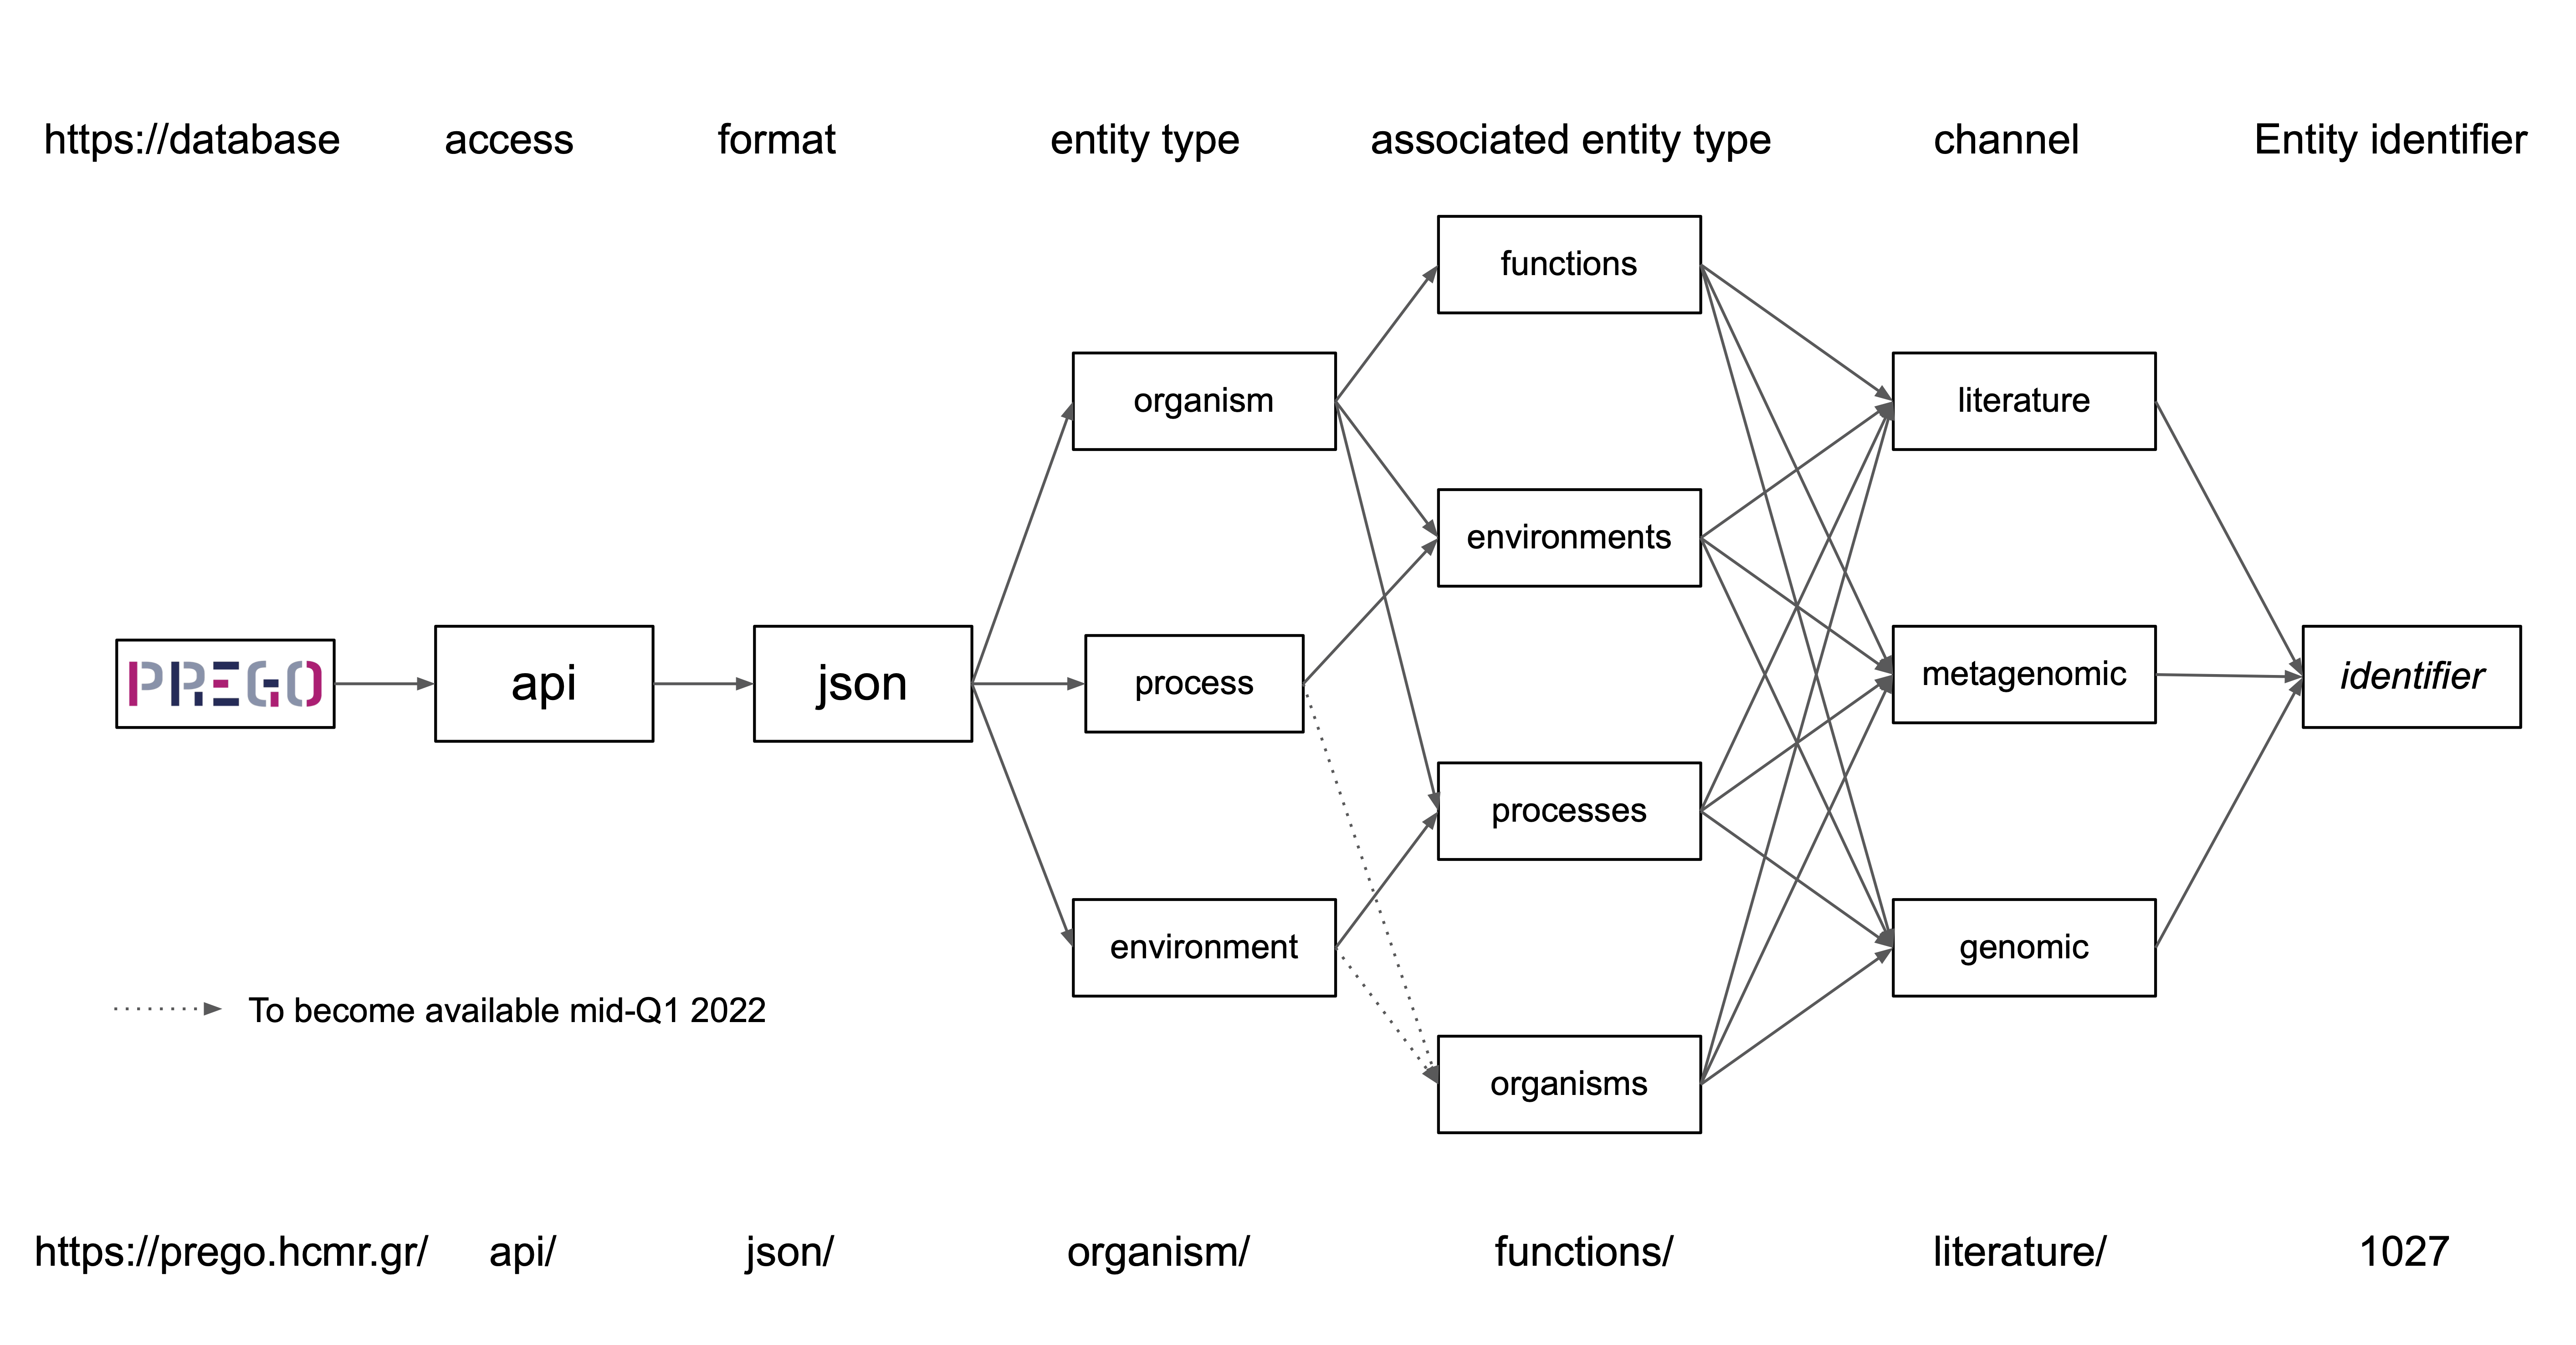 https://database access format entity type associated entity type channel Entity identifier
functions
organism
literature
environments
PREGO
api
json
process
metagenomic
identifier
processes
environment
genomic
To become available mid-Q1 2022
organisms
https://prego.hcmr.gr/ api/ json/ organism/ functions/ literature/ 1027